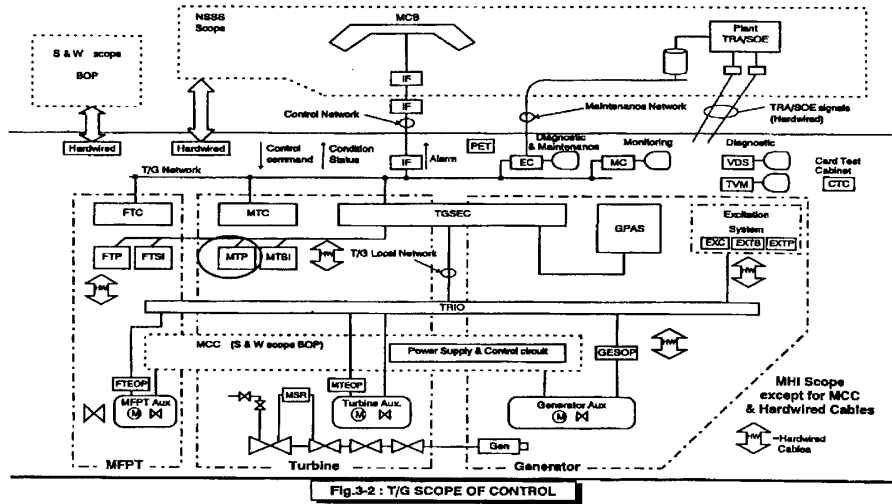 NSSS
Scope
MCB
Plant
TRA/SOE
S & W scope
BOP
IF
IF
Control Network
Maintenance Network
TRA/SOE signals
(Hardwired)
Hardwired
Hardwired
Control
command
Condition
Status
IF
Alarm
PET
Diagnostic
& Maintenance
EC
Monitoring
MC
Diagnostic
VDS
TVM
Card Test
Cabinet
CTC
T/G Network
FTC
MTC
TGSEC
GPAS
Excitation
System
EXC
EXTB
EXTP
FTP
FTSI
MTP
MTSI
HW
T/G Local Network
HW
HW
TRIO
MCC (S & W scope BOP)
Power Supply & Control circuit
GESOP
HW
FTEOP
MTEOP
MSR
MFPT Aux
M
Turbine Aux.
M
Generator Aux
M
Gen
MHI Scope
except for MCC
& Hardwired Cables
HW
=Hardwired
Cables
MFPT
Turbine
Generator
Fig.3-2 : T/G SCOPE OF CONTROL